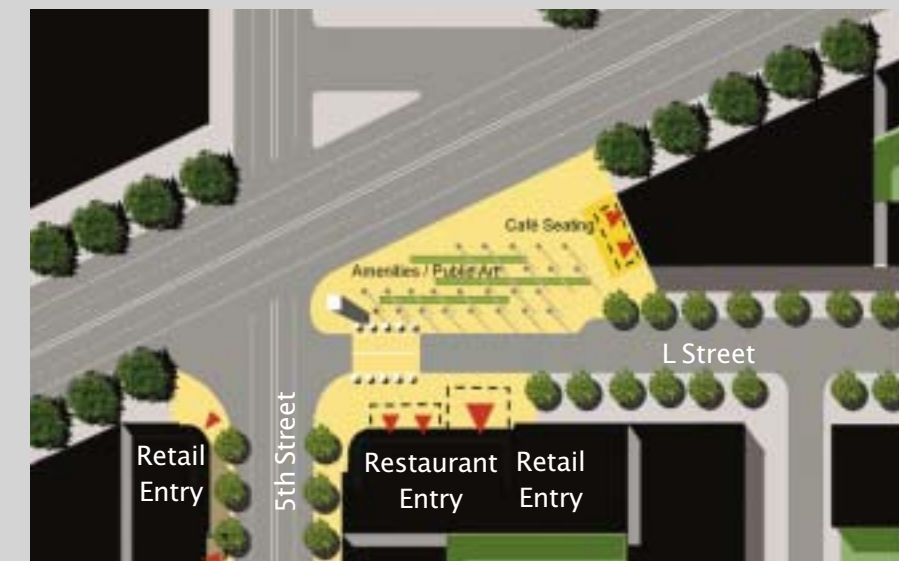 Café Seating
Amenities / Public Art
L Street
5th Street
Retail
Entry
Restaurant
Entry
Retail
Entry